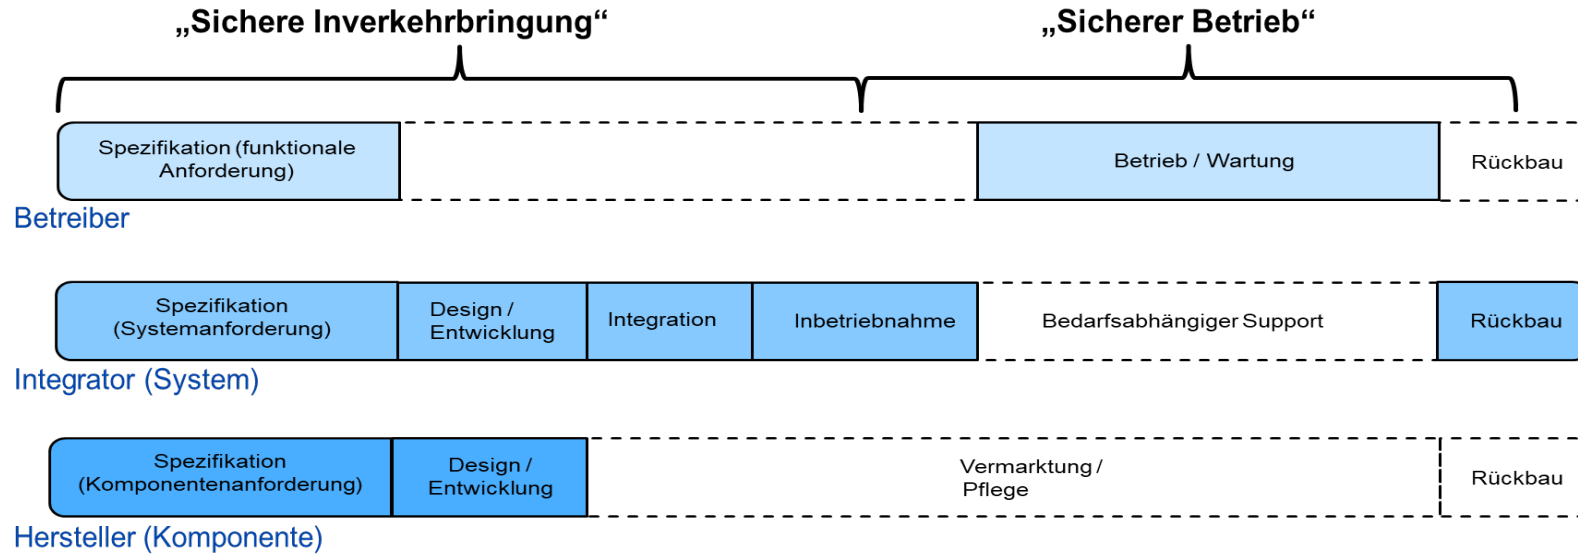 „Sichere Inverkehrbringung“
„Sicherer Betrieb“
Spezifikation (funktionale
Anforderung)
Betrieb / Wartung
Rückbau
Betreiber
Spezifikation
(Systemanforderung)
Design /
Entwicklung
Integration
Inbetriebnahme
Bedarfsabhängiger Support
Rückbau
Integrator (System)
Spezifikation
(Komponentenanforderung)
Design /
Entwicklung
Vermarktung /
Pflege
Rückbau
Hersteller (Komponente)